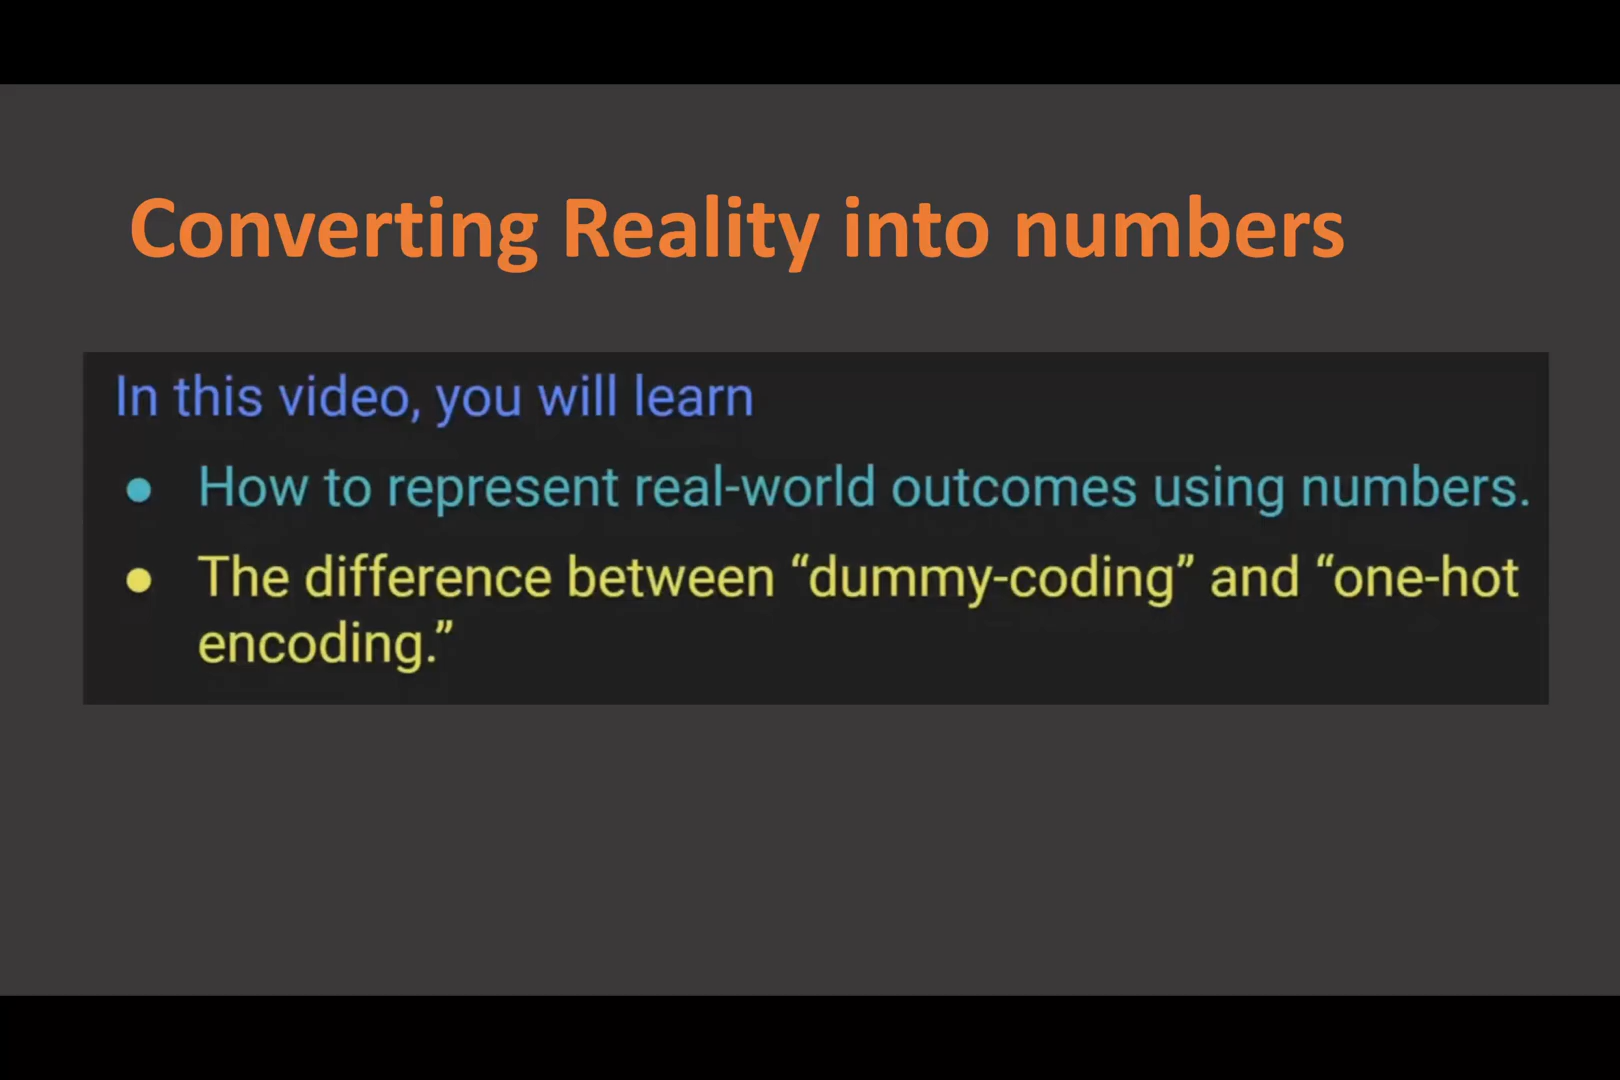 Converting Reality into numbers
In this video, you will learn
● How to represent real-world outcomes using numbers.
● The difference between “dummy-coding” and “one-hot
encoding.”